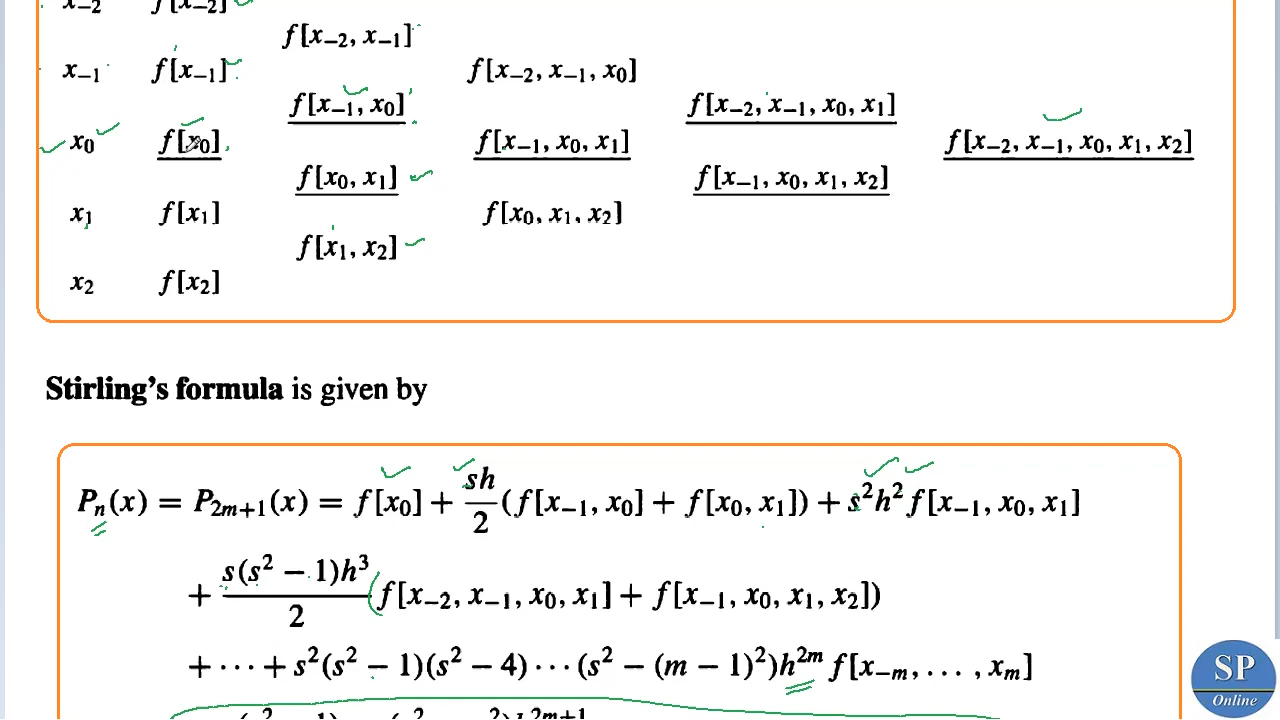 x₋₂ f[x₋₂]
f[x₋₂, x₋₁]
x₋₁ f[x₋₁] f[x₋₂, x₋₁, x₀]
f[x₋₁, x₀] f[x₋₂, x₋₁, x₀, x₁]
x₀ f[x₀] f[x₋₁, x₀, x₁] f[x₋₂, x₋₁, x₀, x₁, x₂]
f[x₀, x₁] f[x₋₁, x₀, x₁, x₂]
x₁ f[x₁] f[x₀, x₁, x₂]
f[x₁, x₂]
x₂ f[x₂]
Stirling's formula is given by
Pₙ(x) = P₂ₘ₊₁(x) = f[x₀] + sh/2 (f[x₋₁, x₀] + f[x₀, x₁]) + s²h² f[x₋₁, x₀, x₁]
+ s(s² − 1)h³/2 (f[x₋₂, x₋₁, x₀, x₁] + f[x₋₁, x₀, x₁, x₂])
+ ··· + s²(s² − 1)(s² − 4) ··· (s² − (m − 1)²)h²ᵐ f[x₋ₘ, . . . , xₘ]
SP
Online